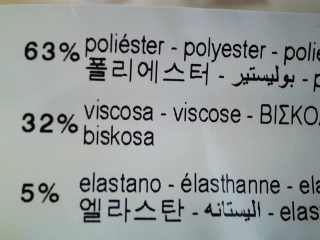 63% poliéster - polyester - polie
폴리에스터 - بوليستير - p
32% viscosa - viscose - ΒΙΣΚΟ
biskosa
5% elastano - élasthanne - ela
엘라스탄 - اليستانه - elas